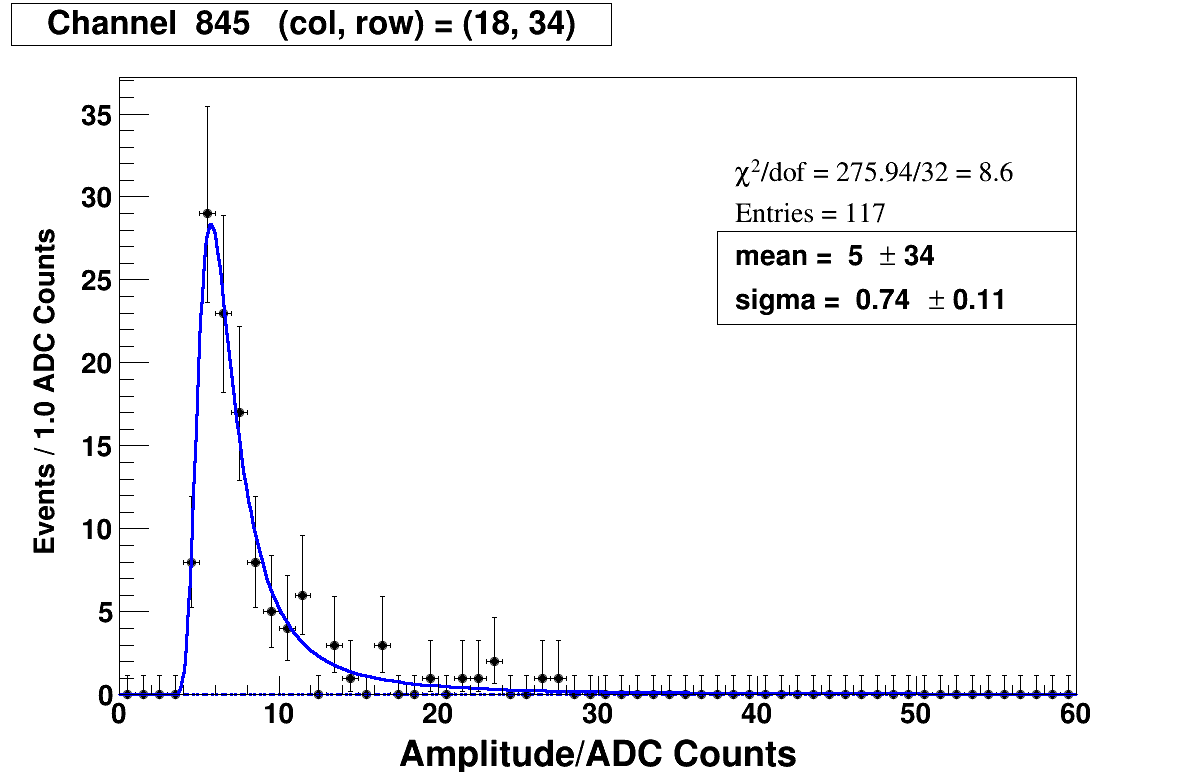 Channel 845 (col, row) = (18, 34)
χ²/dof = 275.94/32 = 8.6
Entries = 117
mean = 5 ± 34
sigma = 0.74 ± 0.11
Events / 1.0 ADC Counts
35
30
25
20
15
10
5
0
0 10 20 30 40 50 60
Amplitude/ADC Counts